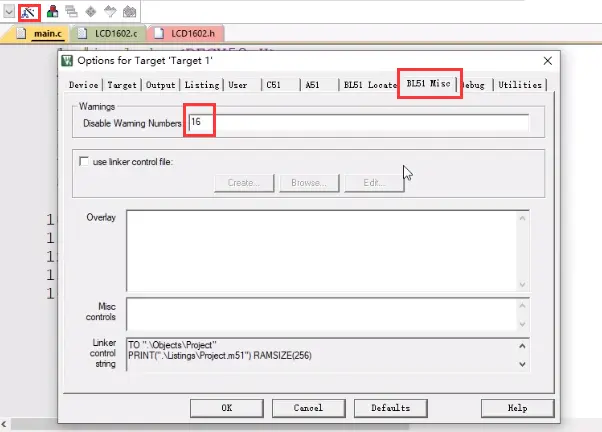 main.c LCD1602.c LCD1602.h
Options for Target 'Target 1'
Device Target Output Listing User C51 A51 BL51 Locate BL51 Misc Debug Utilities
Warnings
Disable Warning Numbers: 16
use linker control file:
Create... Browse... Edit...
Overlay
Misc
controls
Linker
control
string
TO ".\Objects\Project"
PRINT(".\Listings\Project.m51") RAMSIZE(256)
OK Cancel Defaults Help